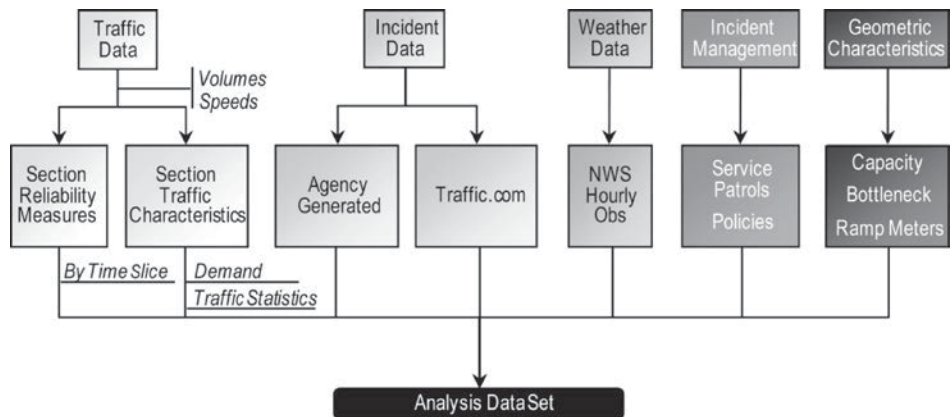 Traffic
Data
Incident
Data
Weather
Data
Incident
Management
Geometric
Characteristics
Volumes
Speeds
Section
Reliability
Measures
Section
Traffic
Characteristics
Agency
Generated
Traffic.com
NWS
Hourly
Obs
Service
Patrols
Policies
Capacity
Bottleneck
Ramp Meters
By Time Slice
Demand
Traffic Statistics
Analysis DataSet